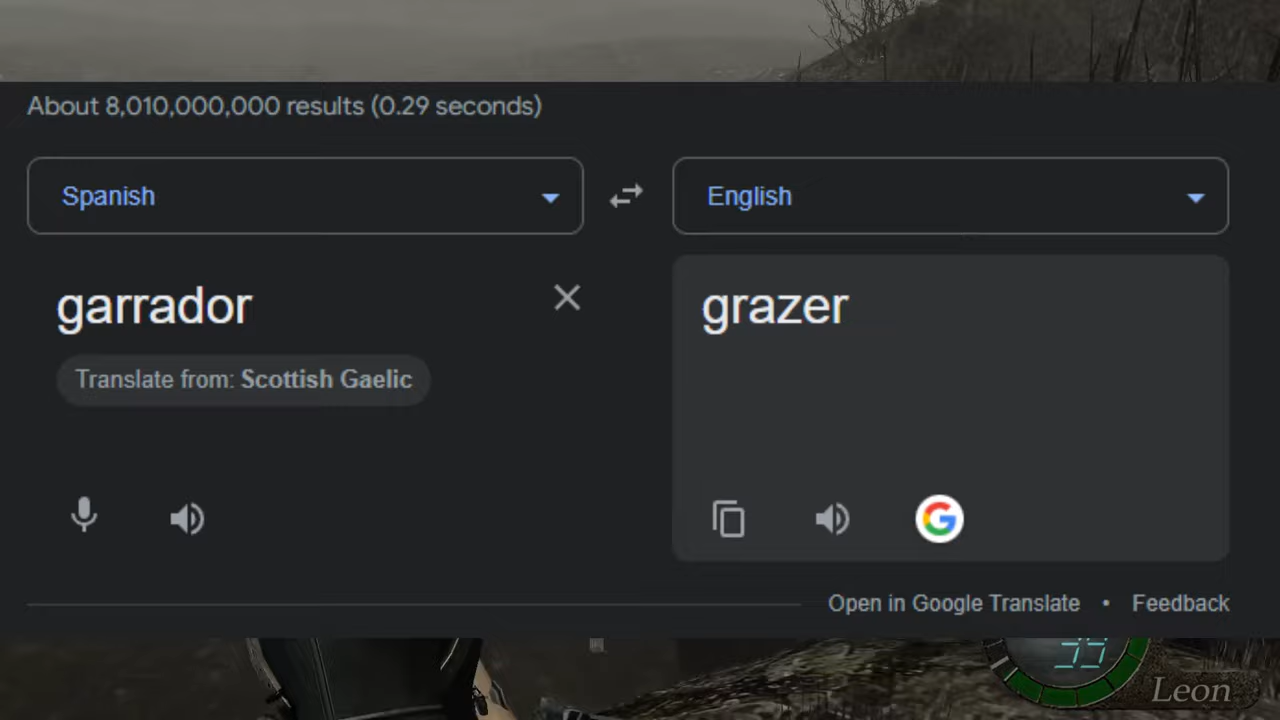 About 8,010,000,000 results (0.29 seconds)
Spanish
English
garrador
grazer
Translate from: Scottish Gaelic
Open in Google Translate • Feedback
Leon